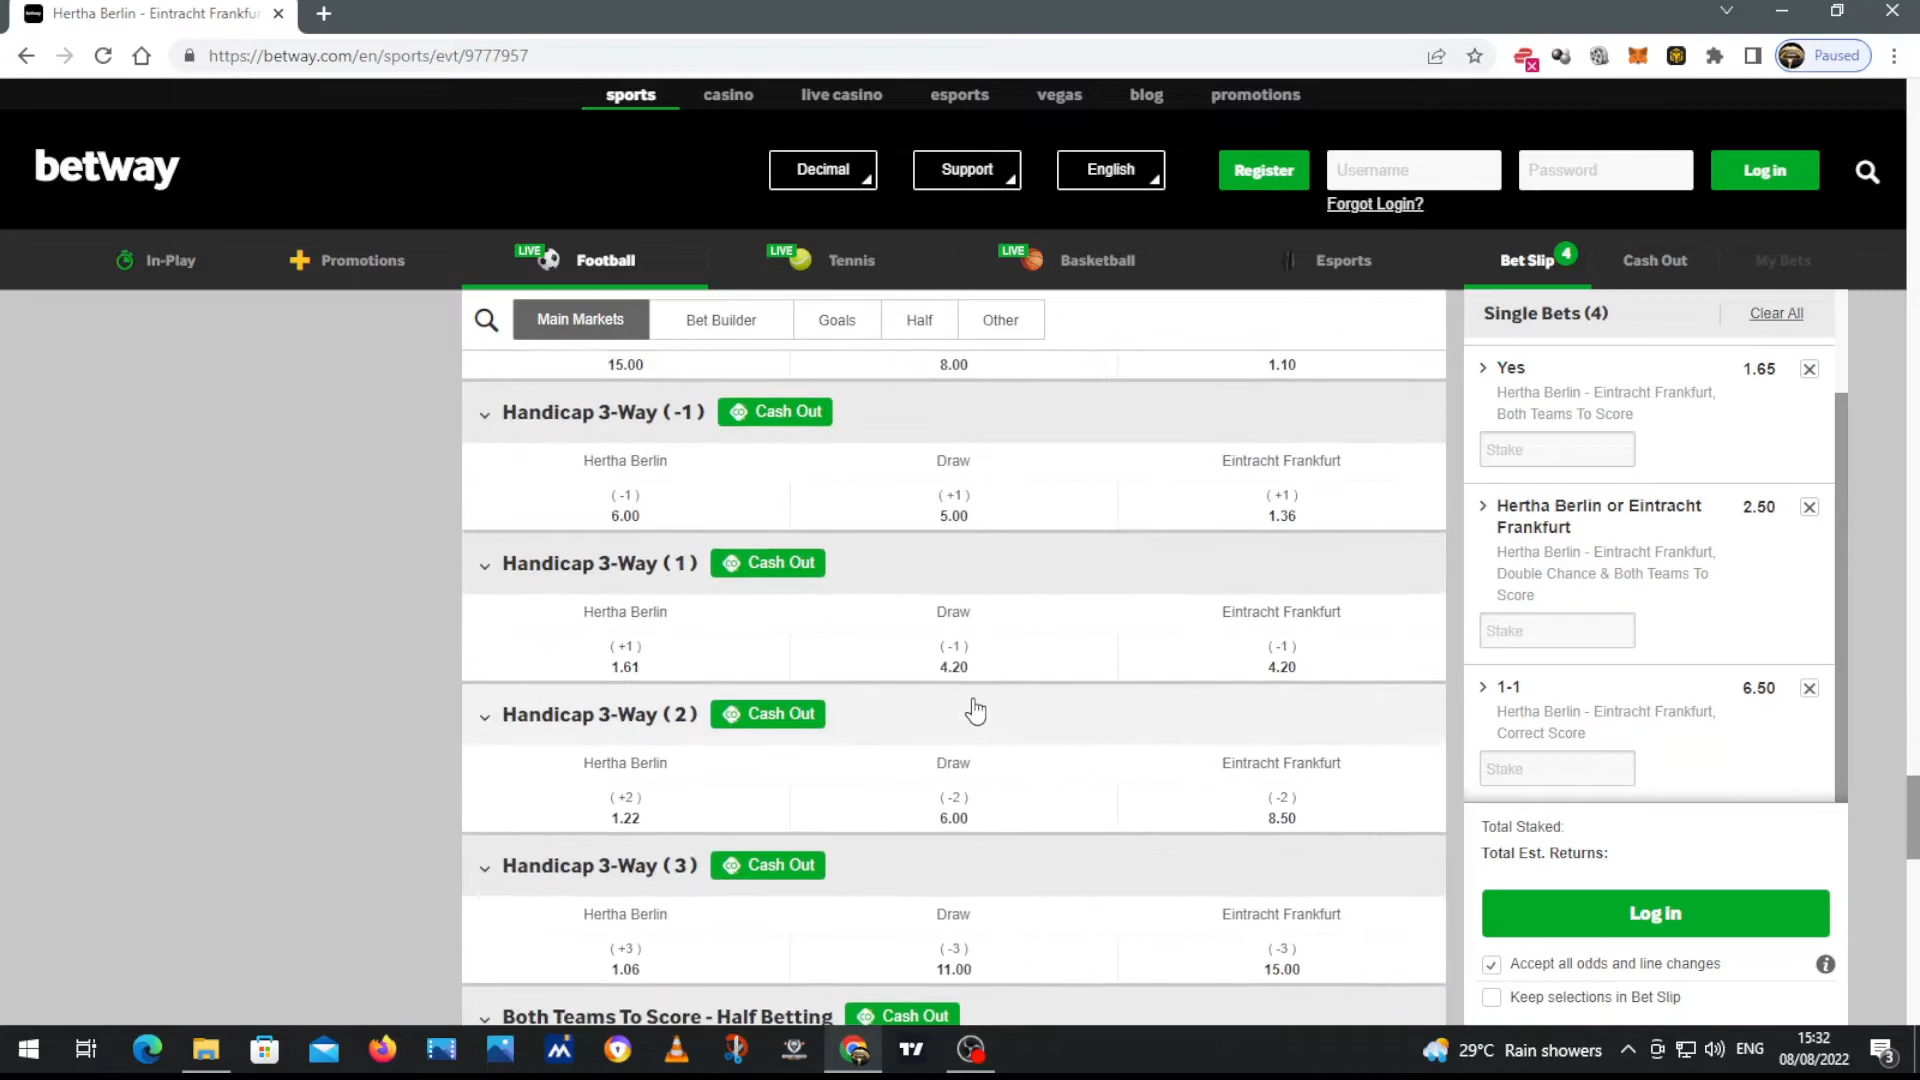 Hertha Berlin - Eintracht Frankfur
https://betway.com/en/sports/evt/9777957
Paused
sports casino live casino esports vegas blog promotions
betway
Decimal Support English Register Username Password Log in
Forgot Login?
In-Play Promotions LIVE Football LIVE Tennis LIVE Basketball Esports Bet Slip 4 Cash Out My Bets
Main Markets Bet Builder Goals Half Other
15.00 8.00 1.10
Handicap 3-Way ( -1 ) Cash Out
Hertha Berlin Draw Eintracht Frankfurt
( -1 ) ( +1 ) ( +1 )
6.00 5.00 1.36
Handicap 3-Way ( 1 ) Cash Out
Hertha Berlin Draw Eintracht Frankfurt
( +1 ) ( -1 ) ( -1 )
1.61 4.20 4.20
Handicap 3-Way ( 2 ) Cash Out
Hertha Berlin Draw Eintracht Frankfurt
( +2 ) ( -2 ) ( -2 )
1.22 6.00 8.50
Handicap 3-Way ( 3 ) Cash Out
Hertha Berlin Draw Eintracht Frankfurt
( +3 ) ( -3 ) ( -3 )
1.06 11.00 15.00
Both Teams To Score - Half Betting Cash Out
Single Bets (4) Clear All
Yes 1.65
Hertha Berlin - Eintracht Frankfurt,
Both Teams To Score
Stake
Hertha Berlin or Eintracht 2.50
Frankfurt
Hertha Berlin - Eintracht Frankfurt,
Double Chance & Both Teams To
Score
Stake
1-1 6.50
Hertha Berlin - Eintracht Frankfurt,
Correct Score
Stake
Total Staked:
Total Est. Returns:
Log in
Accept all odds and line changes
Keep selections in Bet Slip
29°C Rain showers ENG
15:32
08/08/2022
3